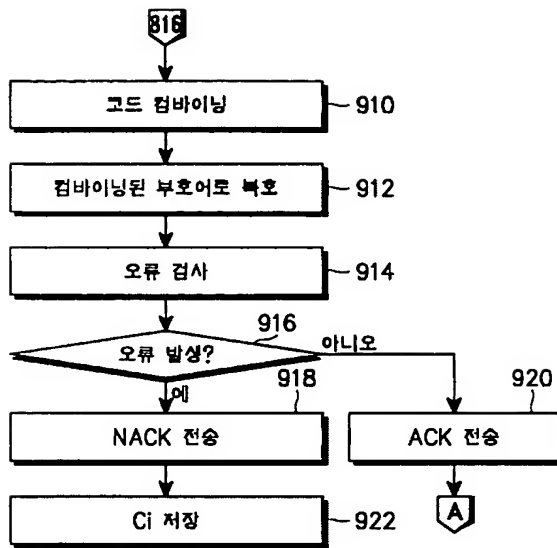 816
고드 컴바이닝
910
컴바이닝된 부호어로 복호
912
오류 검사
914
오류 발생?
916
아니오
예
918
920
NACK 전송
ACK 전송
Ci 저장
922
A